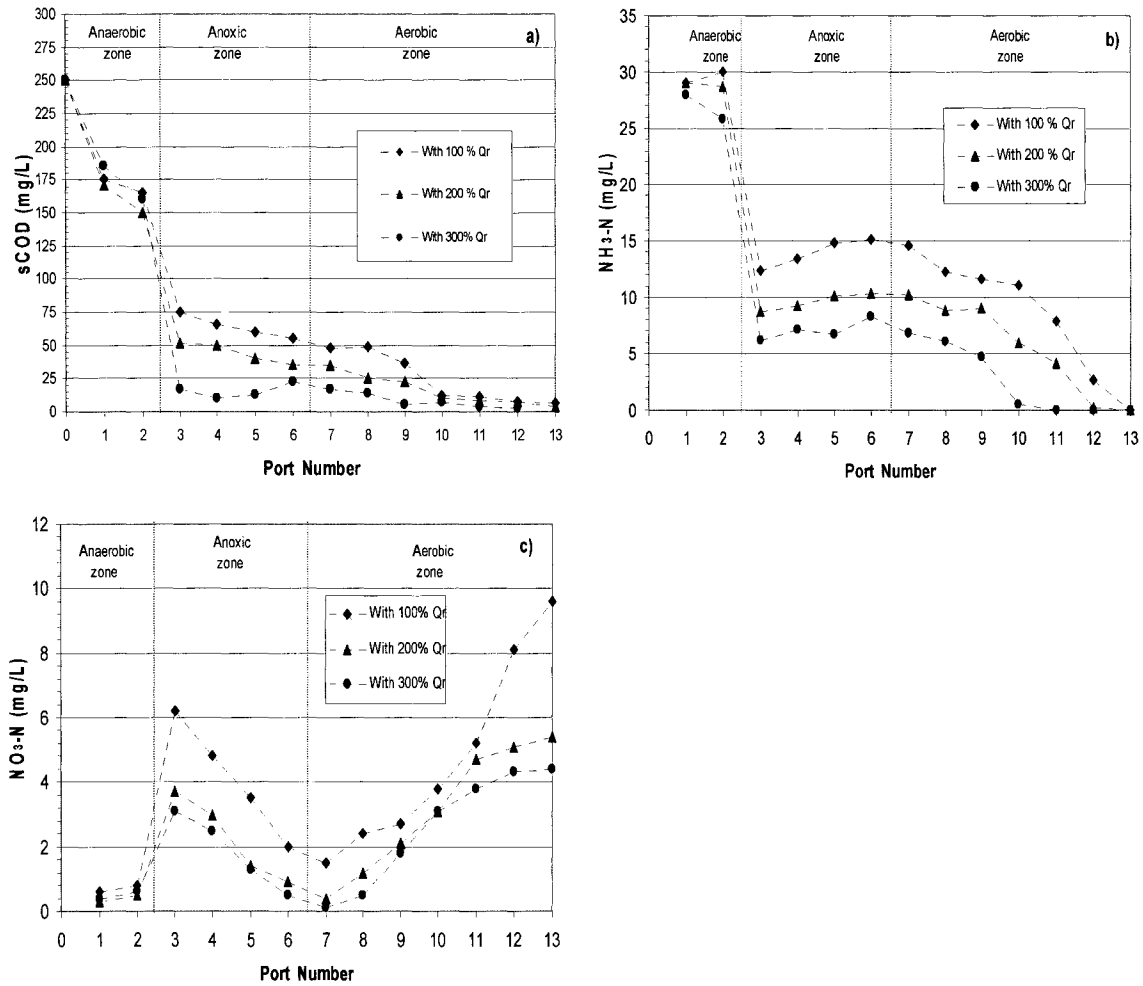 a)
Anaerobic zone
Anoxic zone
Aerobic zone
sCOD (mg/L)
300
275
250
225
200
175
150
125
100
75
50
25
0
With 100 % Qr
With 200 % Qr
With 300% Qr
0 1 2 3 4 5 6 7 8 9 10 11 12 13
Port Number
b)
Anaerobic zone
Anoxic zone
Aerobic zone
NH3-N (mg/L)
35
30
25
20
15
10
5
0
With 100 % Qr
With 200 % Qr
With 300% Qr
0 1 2 3 4 5 6 7 8 9 10 11 12 13
Port Number
c)
Anaerobic zone
Anoxic zone
Aerobic zone
NO3-N (mg/L)
12
10
8
6
4
2
0
With 100% Qr
With 200% Qr
With 300% Qr
0 1 2 3 4 5 6 7 8 9 10 11 12 13
Port Number